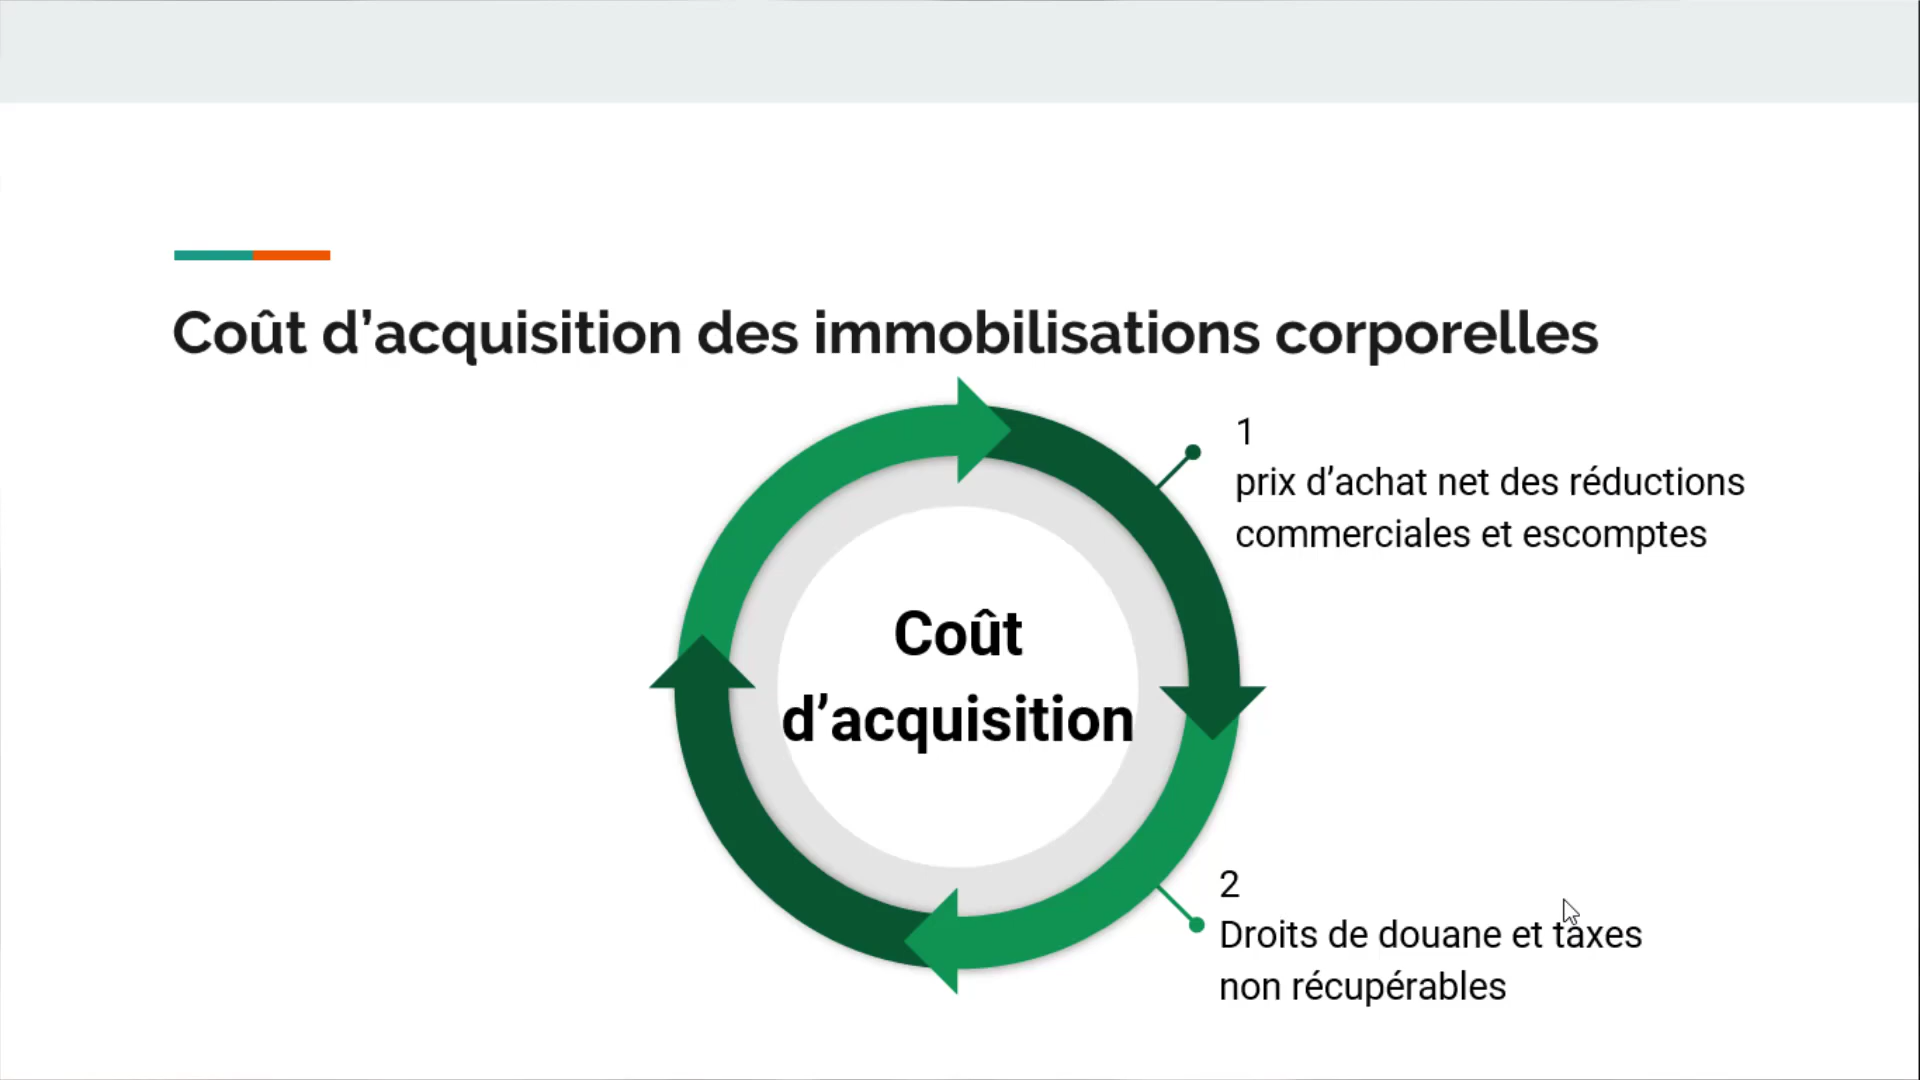 Coût d’acquisition des immobilisations corporelles
1
prix d’achat net des réductions
commerciales et escomptes
Coût
d’acquisition
2
Droits de douane et taxes
non récupérables